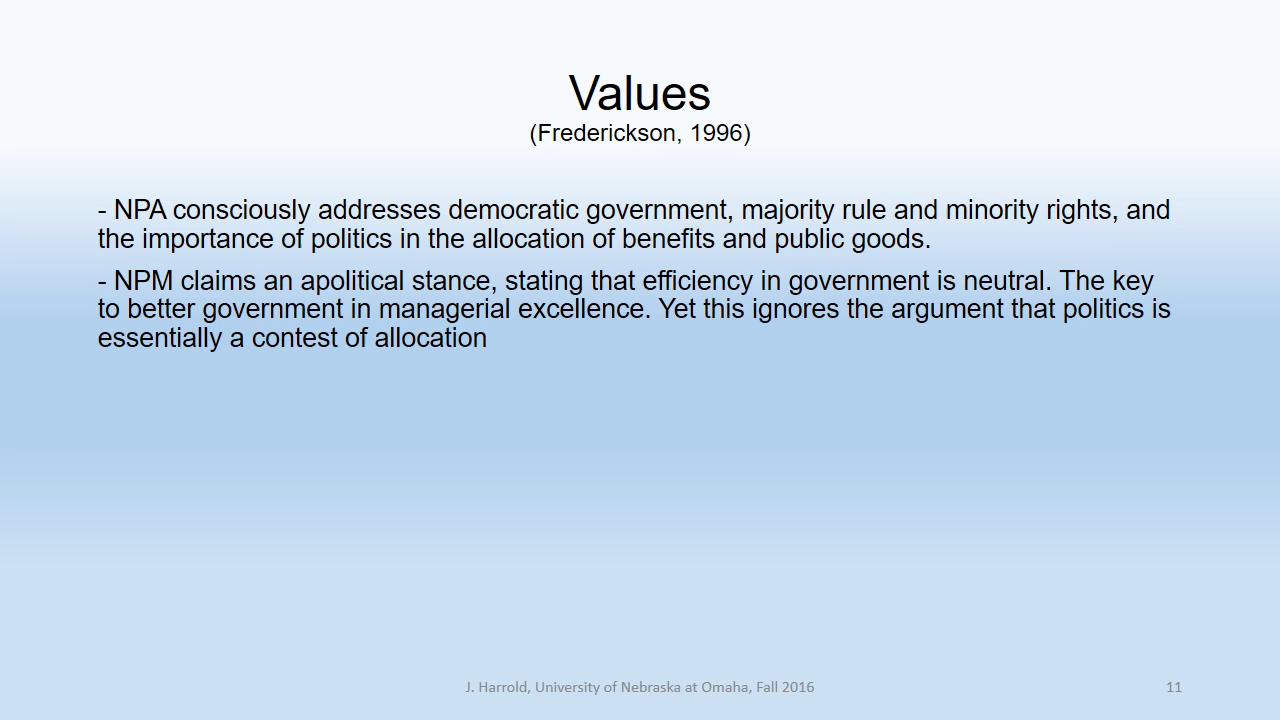 Values
(Frederickson, 1996)
- NPA consciously addresses democratic government, majority rule and minority rights, and
the importance of politics in the allocation of benefits and public goods.
- NPM claims an apolitical stance, stating that efficiency in government is neutral. The key
to better government in managerial excellence. Yet this ignores the argument that politics is
essentially a contest of allocation
J. Harrold, University of Nebraska at Omaha, Fall 2016
11